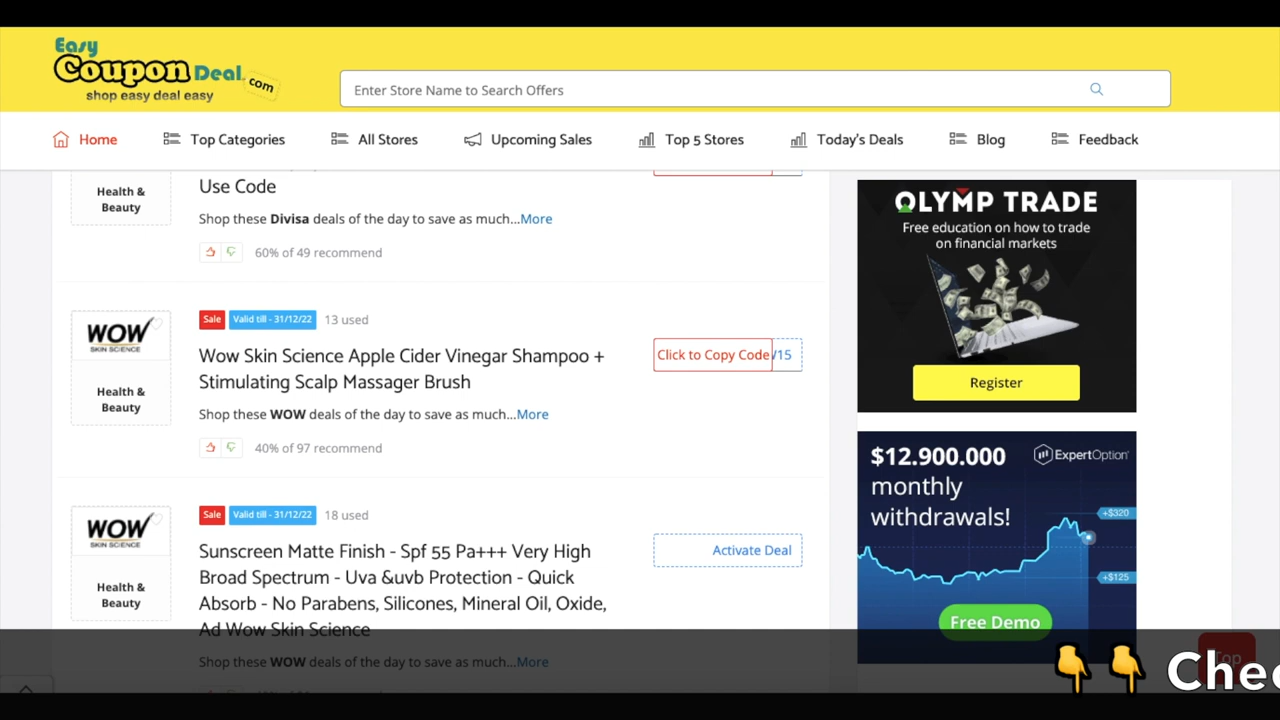 Easy
Coupon Deal.com
shop easy deal easy
Enter Store Name to Search Offers
Home
Top Categories
All Stores
Upcoming Sales
Top 5 Stores
Today's Deals
Blog
Feedback
Health &
Beauty
Use Code
Shop these Divisa deals of the day to save as much...More
60% of 49 recommend
WOW
SKIN SCIENCE
Health &
Beauty
Sale Valid till - 31/12/22 13 used
Wow Skin Science Apple Cider Vinegar Shampoo +
Stimulating Scalp Massager Brush
Shop these WOW deals of the day to save as much...More
40% of 97 recommend
Click to Copy Code
15
WOW
SKIN SCIENCE
Health &
Beauty
Sale Valid till - 31/12/22 18 used
Sunscreen Matte Finish - Spf 55 Pa+++ Very High
Broad Spectrum - Uva &uvb Protection - Quick
Absorb - No Parabens, Silicones, Mineral Oil, Oxide,
Ad Wow Skin Science
Shop these WOW deals of the day to save as much...More
Activate Deal
OLYMP TRADE
Free education on how to trade
on financial markets
Register
$12.900.000
monthly
withdrawals!
ExpertOption
+$320
+$125
Free Demo
Top
👇👇 Chec